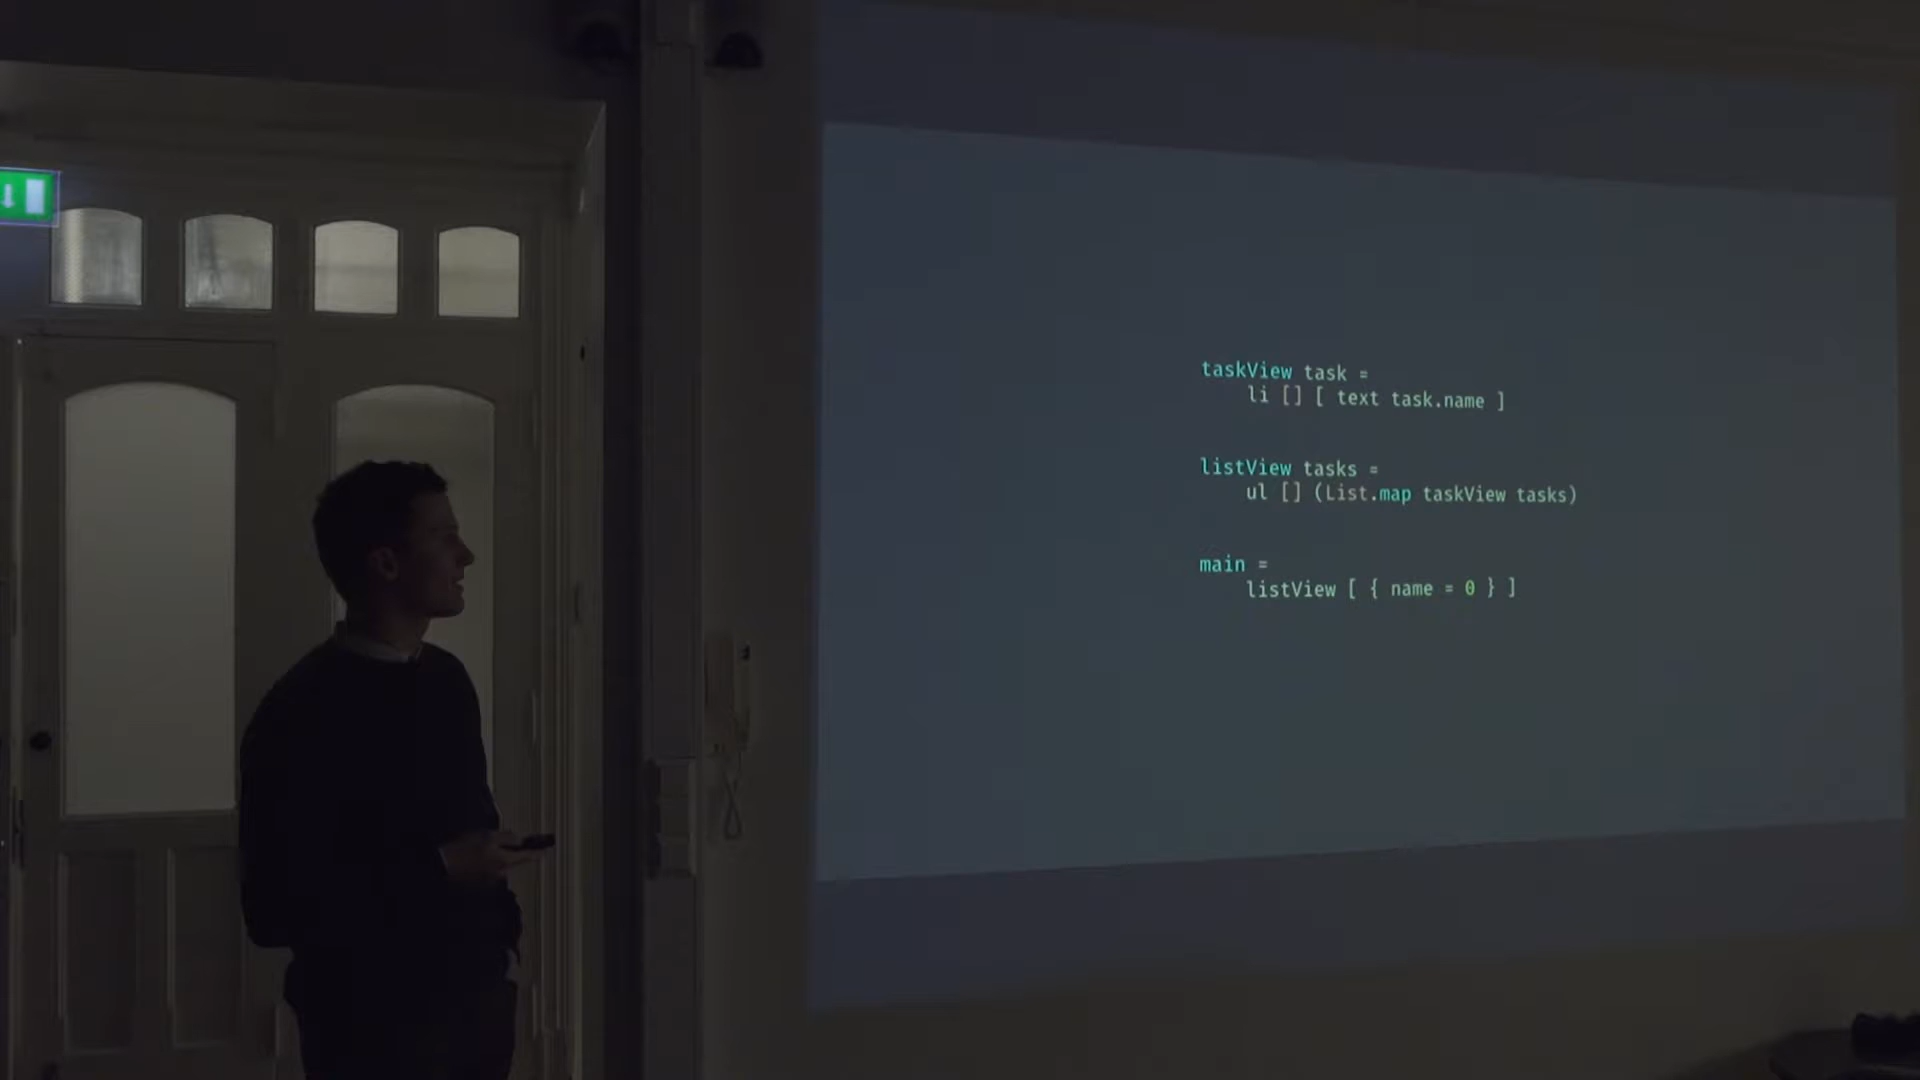 taskView task =
    li [] [ text task.name ]
listView tasks =
    ul [] (List.map taskView tasks)
main =
    listView [ { name = 0 } ]